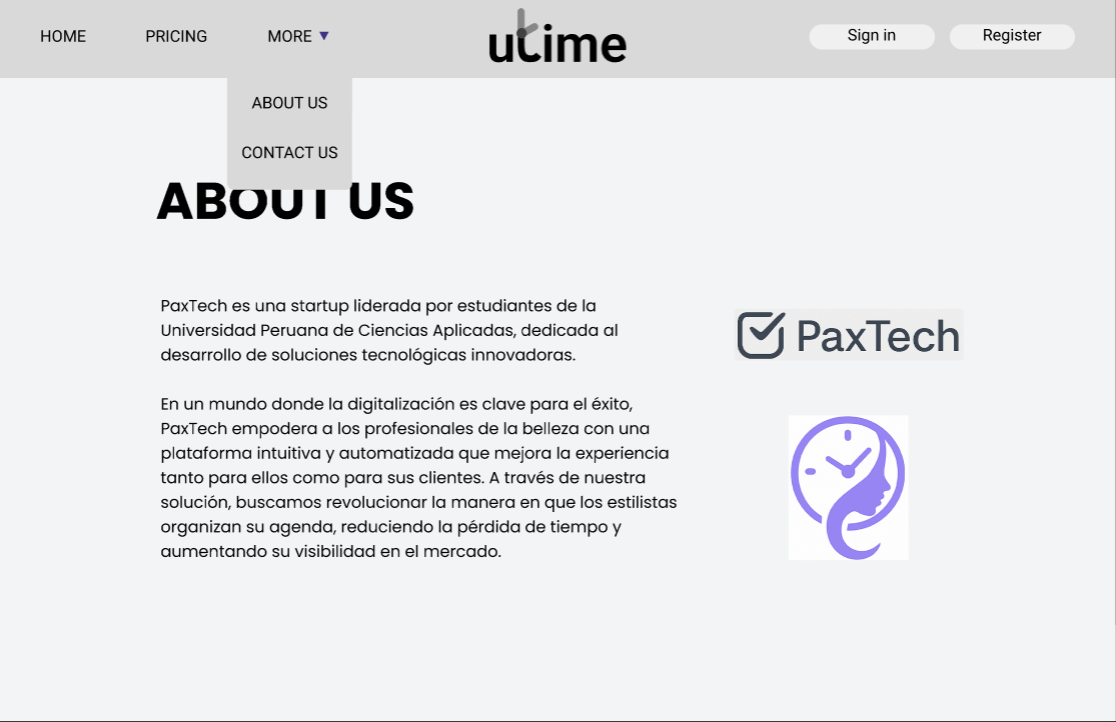 HOME
PRICING
MORE ▼
utime
Sign in
Register
ABOUT US
CONTACT US
ABOUT US
PaxTech es una startup liderada por estudiantes de la
Universidad Peruana de Ciencias Aplicadas, dedicada al
desarrollo de soluciones tecnológicas innovadoras.
En un mundo donde la digitalización es clave para el éxito,
PaxTech empodera a los profesionales de la belleza con una
plataforma intuitiva y automatizada que mejora la experiencia
tanto para ellos como para sus clientes. A través de nuestra
solución, buscamos revolucionar la manera en que los estilistas
organizan su agenda, reduciendo la pérdida de tiempo y
aumentando su visibilidad en el mercado.
PaxTech